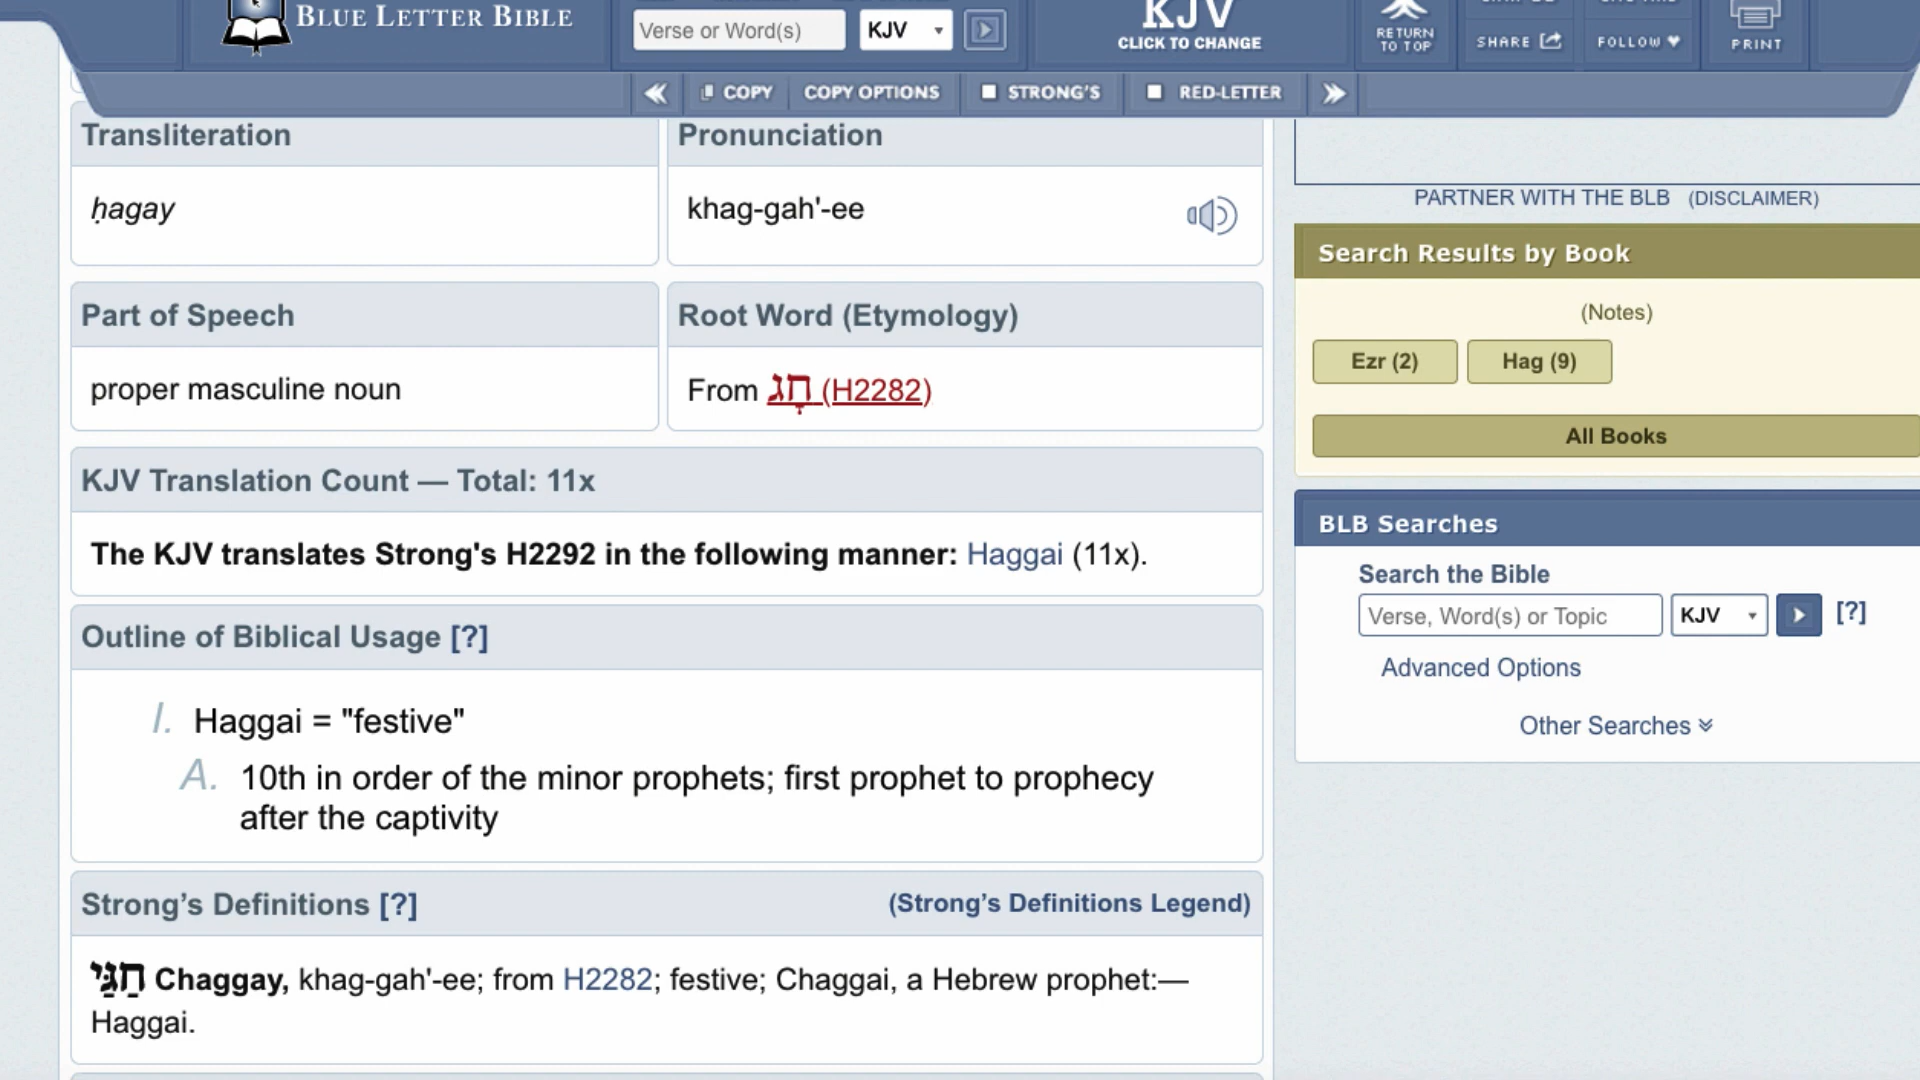 BLUE LETTER BIBLE
Verse or Word(s)
KJV
KJV
CLICK TO CHANGE
RETURN
TO TOP
SHARE
FOLLOW
PRINT
COPY
COPY OPTIONS
STRONG'S
RED-LETTER
Transliteration
ḥagay
Pronunciation
khag-gah'-ee
Part of Speech
proper masculine noun
Root Word (Etymology)
From חָג (H2282)
KJV Translation Count — Total: 11x
The KJV translates Strong's H2292 in the following manner: Haggai (11x).
Outline of Biblical Usage [?]
I. Haggai = "festive"
A. 10th in order of the minor prophets; first prophet to prophecy
after the captivity
Strong’s Definitions [?]
(Strong’s Definitions Legend)
חַגַּי Chaggay, khag-gah'-ee; from H2282; festive; Chaggai, a Hebrew prophet:—
Haggai.
PARTNER WITH THE BLB (DISCLAIMER)
Search Results by Book
(Notes)
Ezr (2)
Hag (9)
All Books
BLB Searches
Search the Bible
Verse, Word(s) or Topic
KJV
[?]
Advanced Options
Other Searches